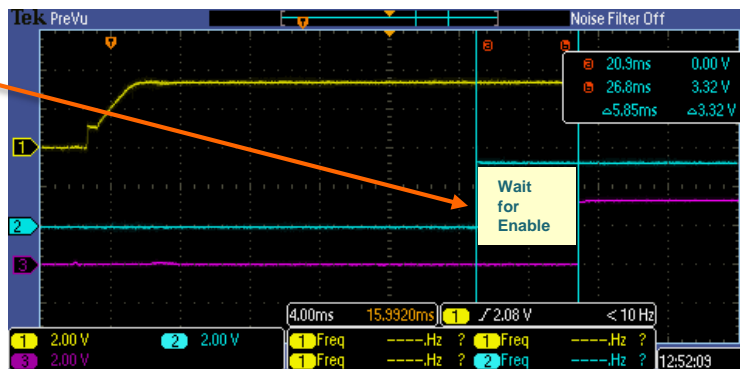 Tek PreVu Noise Filter Off
a b
a 20.9ms 0.00 V
b 26.8ms 3.32 V
△5.85ms △3.32 V
1
Wait
for
Enable
2
3
4.00ms 15.9920ms 1 2.08 V < 10 Hz
1 2.00 V 2 2.00 V 1 Freq ----.Hz ? 1 Freq ----.Hz ?
3 2.00 V 1 Freq ----.Hz ? 2 Freq ----.Hz ? 12:52:09